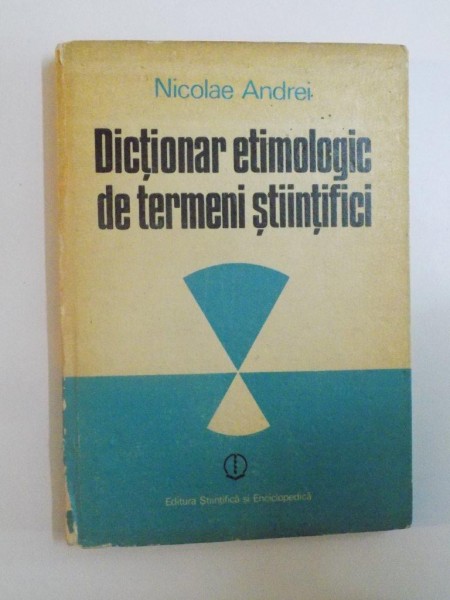 Nicolae Andrei
Dicționar etimologic
de termeni științifici
Editura Științifică și Enciclopedică